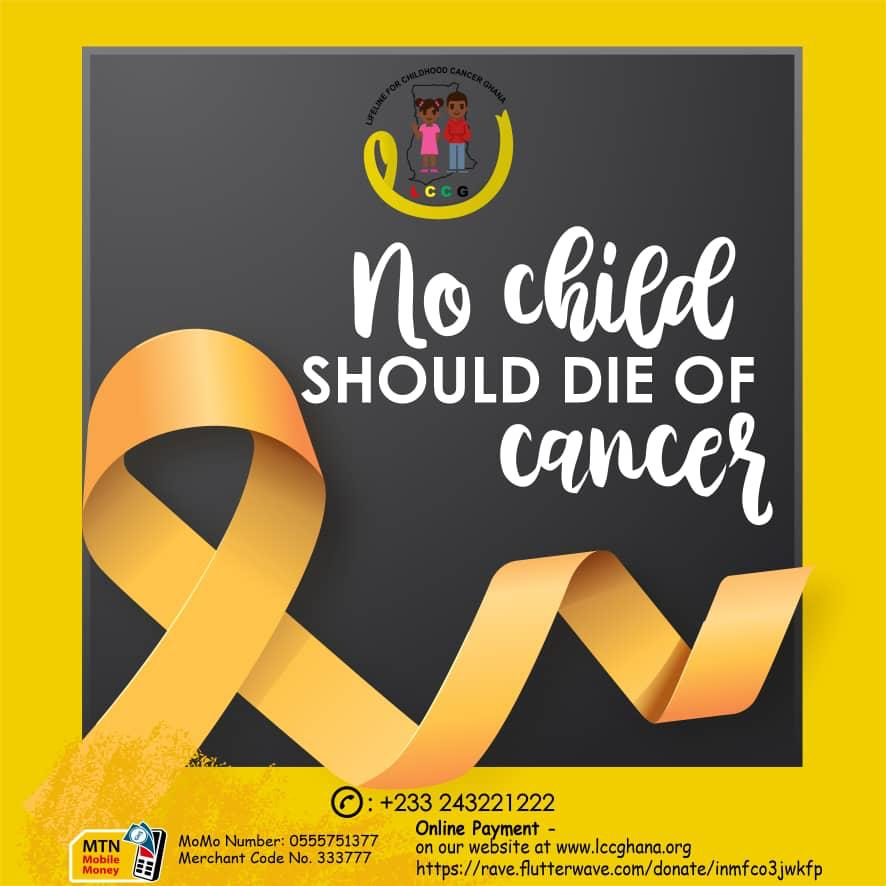 LIFELINE FOR CHILDHOOD CANCER GHANA
LCCG
No child
SHOULD DIE OF
cancer
: +233 243221222
MTN
Mobile
Money
MoMo Number: 0555751377
Merchant Code No. 333777
Online Payment -
on our website at www.lccghana.org
https://rave.flutterwave.com/donate/inmfco3jwkfp